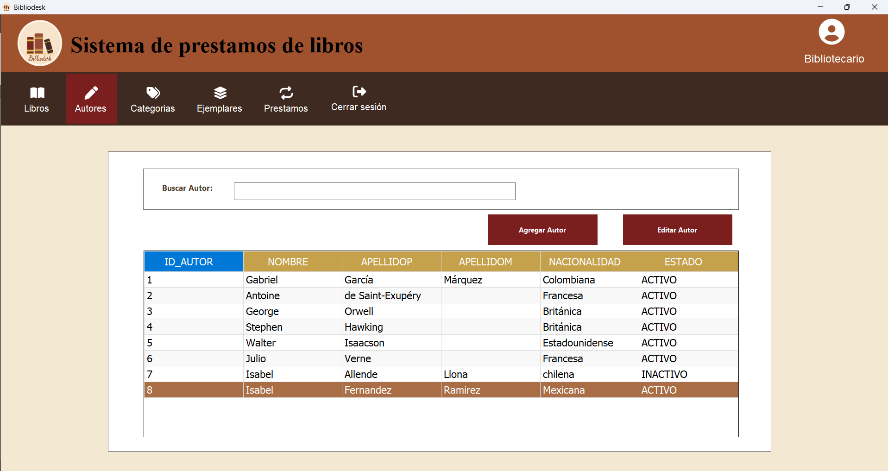 Bibliodesk
Bibliodesk
Sistema de prestamos de libros
Bibliotecario
Libros Autores Categorias Ejemplares Prestamos Cerrar sesión
Buscar Autor:
Agregar Autor Editar Autor
ID_AUTOR NOMBRE APELLIDOP APELLIDOM NACIONALIDAD ESTADO
1 Gabriel García Márquez Colombiana ACTIVO
2 Antoine de Saint-Exupéry Francesa ACTIVO
3 George Orwell Británica ACTIVO
4 Stephen Hawking Británica ACTIVO
5 Walter Isaacson Estadounidense ACTIVO
6 Julio Verne Francesa ACTIVO
7 Isabel Allende Llona chilena INACTIVO
8 Isabel Fernandez Ramirez Mexicana ACTIVO